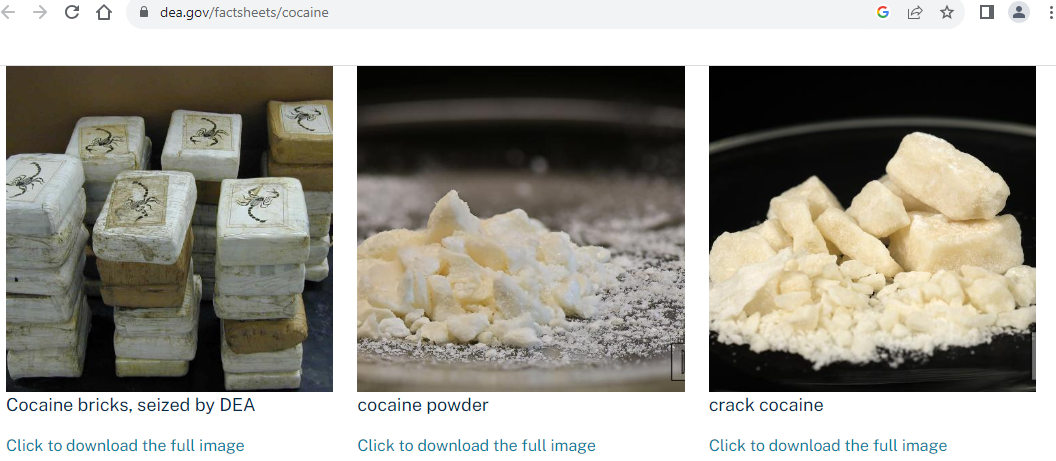 dea.gov/factsheets/cocaine
Cocaine bricks, seized by DEA
cocaine powder
crack cocaine
Click to download the full image
Click to download the full image
Click to download the full image